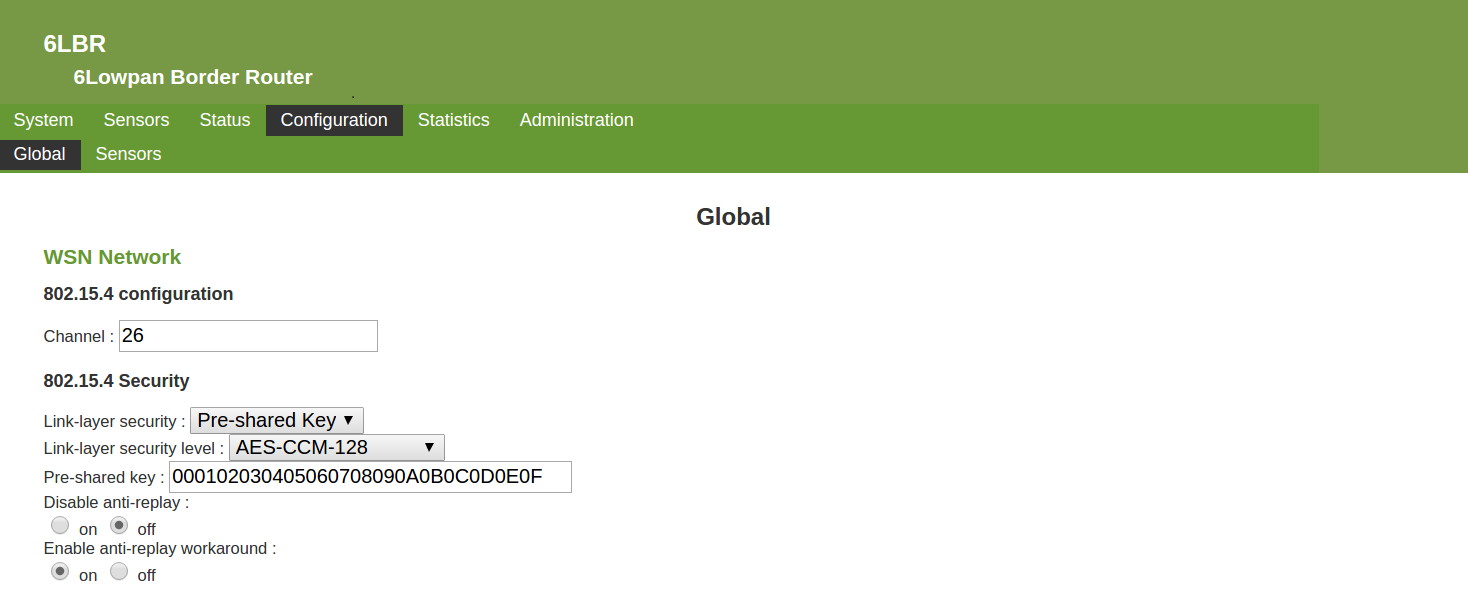 6LBR
6Lowpan Border Router
.
System Sensors Status Configuration Statistics Administration
Global Sensors
Global
WSN Network
802.15.4 configuration
Channel : 26
802.15.4 Security
Link-layer security : Pre-shared Key ▼
Link-layer security level : AES-CCM-128 ▼
Pre-shared key : 000102030405060708090A0B0C0D0E0F
Disable anti-replay :
on off
Enable anti-replay workaround :
on off